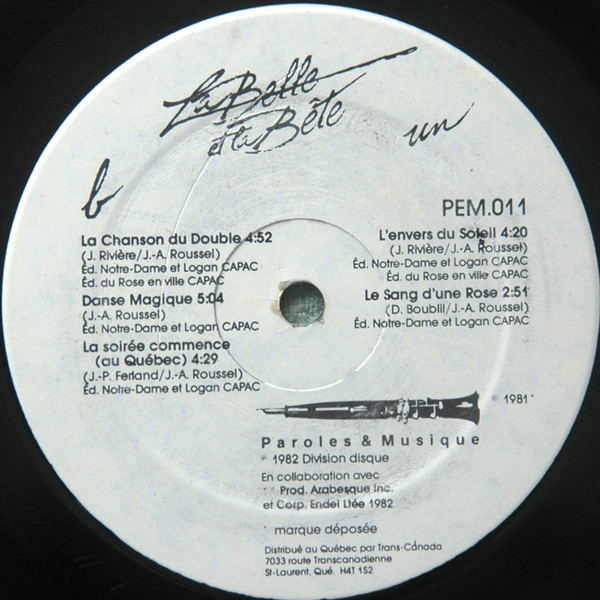 La Belle
et la Bête
un
b
PEM.011
La Chanson du Double 4:52
(J. Rivière/J.-A. Roussel)
Éd. Notre-Dame et Logan CAPAC
Éd. du Rose en ville CAPAC
Danse Magique 5:04
(J.-A. Roussel)
Éd. Notre-Dame et Logan CAPAC
La soirée commence
(au Québec) 4:29
(J.-P. Ferland/J.-A. Roussel)
Éd. Notre-Dame et Logan CAPAC
L'envers du Soleil 4:20
(J. Rivière/J.-A. Roussel)
Éd. Notre-Dame et Logan CAPAC
Éd. du Rose en ville CAPAC
Le Sang d'une Rose 2:51
(D. Boublil/J.-A. Roussel)
Éd. Notre-Dame et Logan CAPAC
1981
Paroles & Musique
1982 Division disque
En collaboration avec
Prod. Arabesque Inc.
et Corp. Endel Ltée 1982
marque déposée
Distribué au Québec par Trans-Canada
7033 route Transcanadienne
St-Laurent, Qué. H4T 1S2